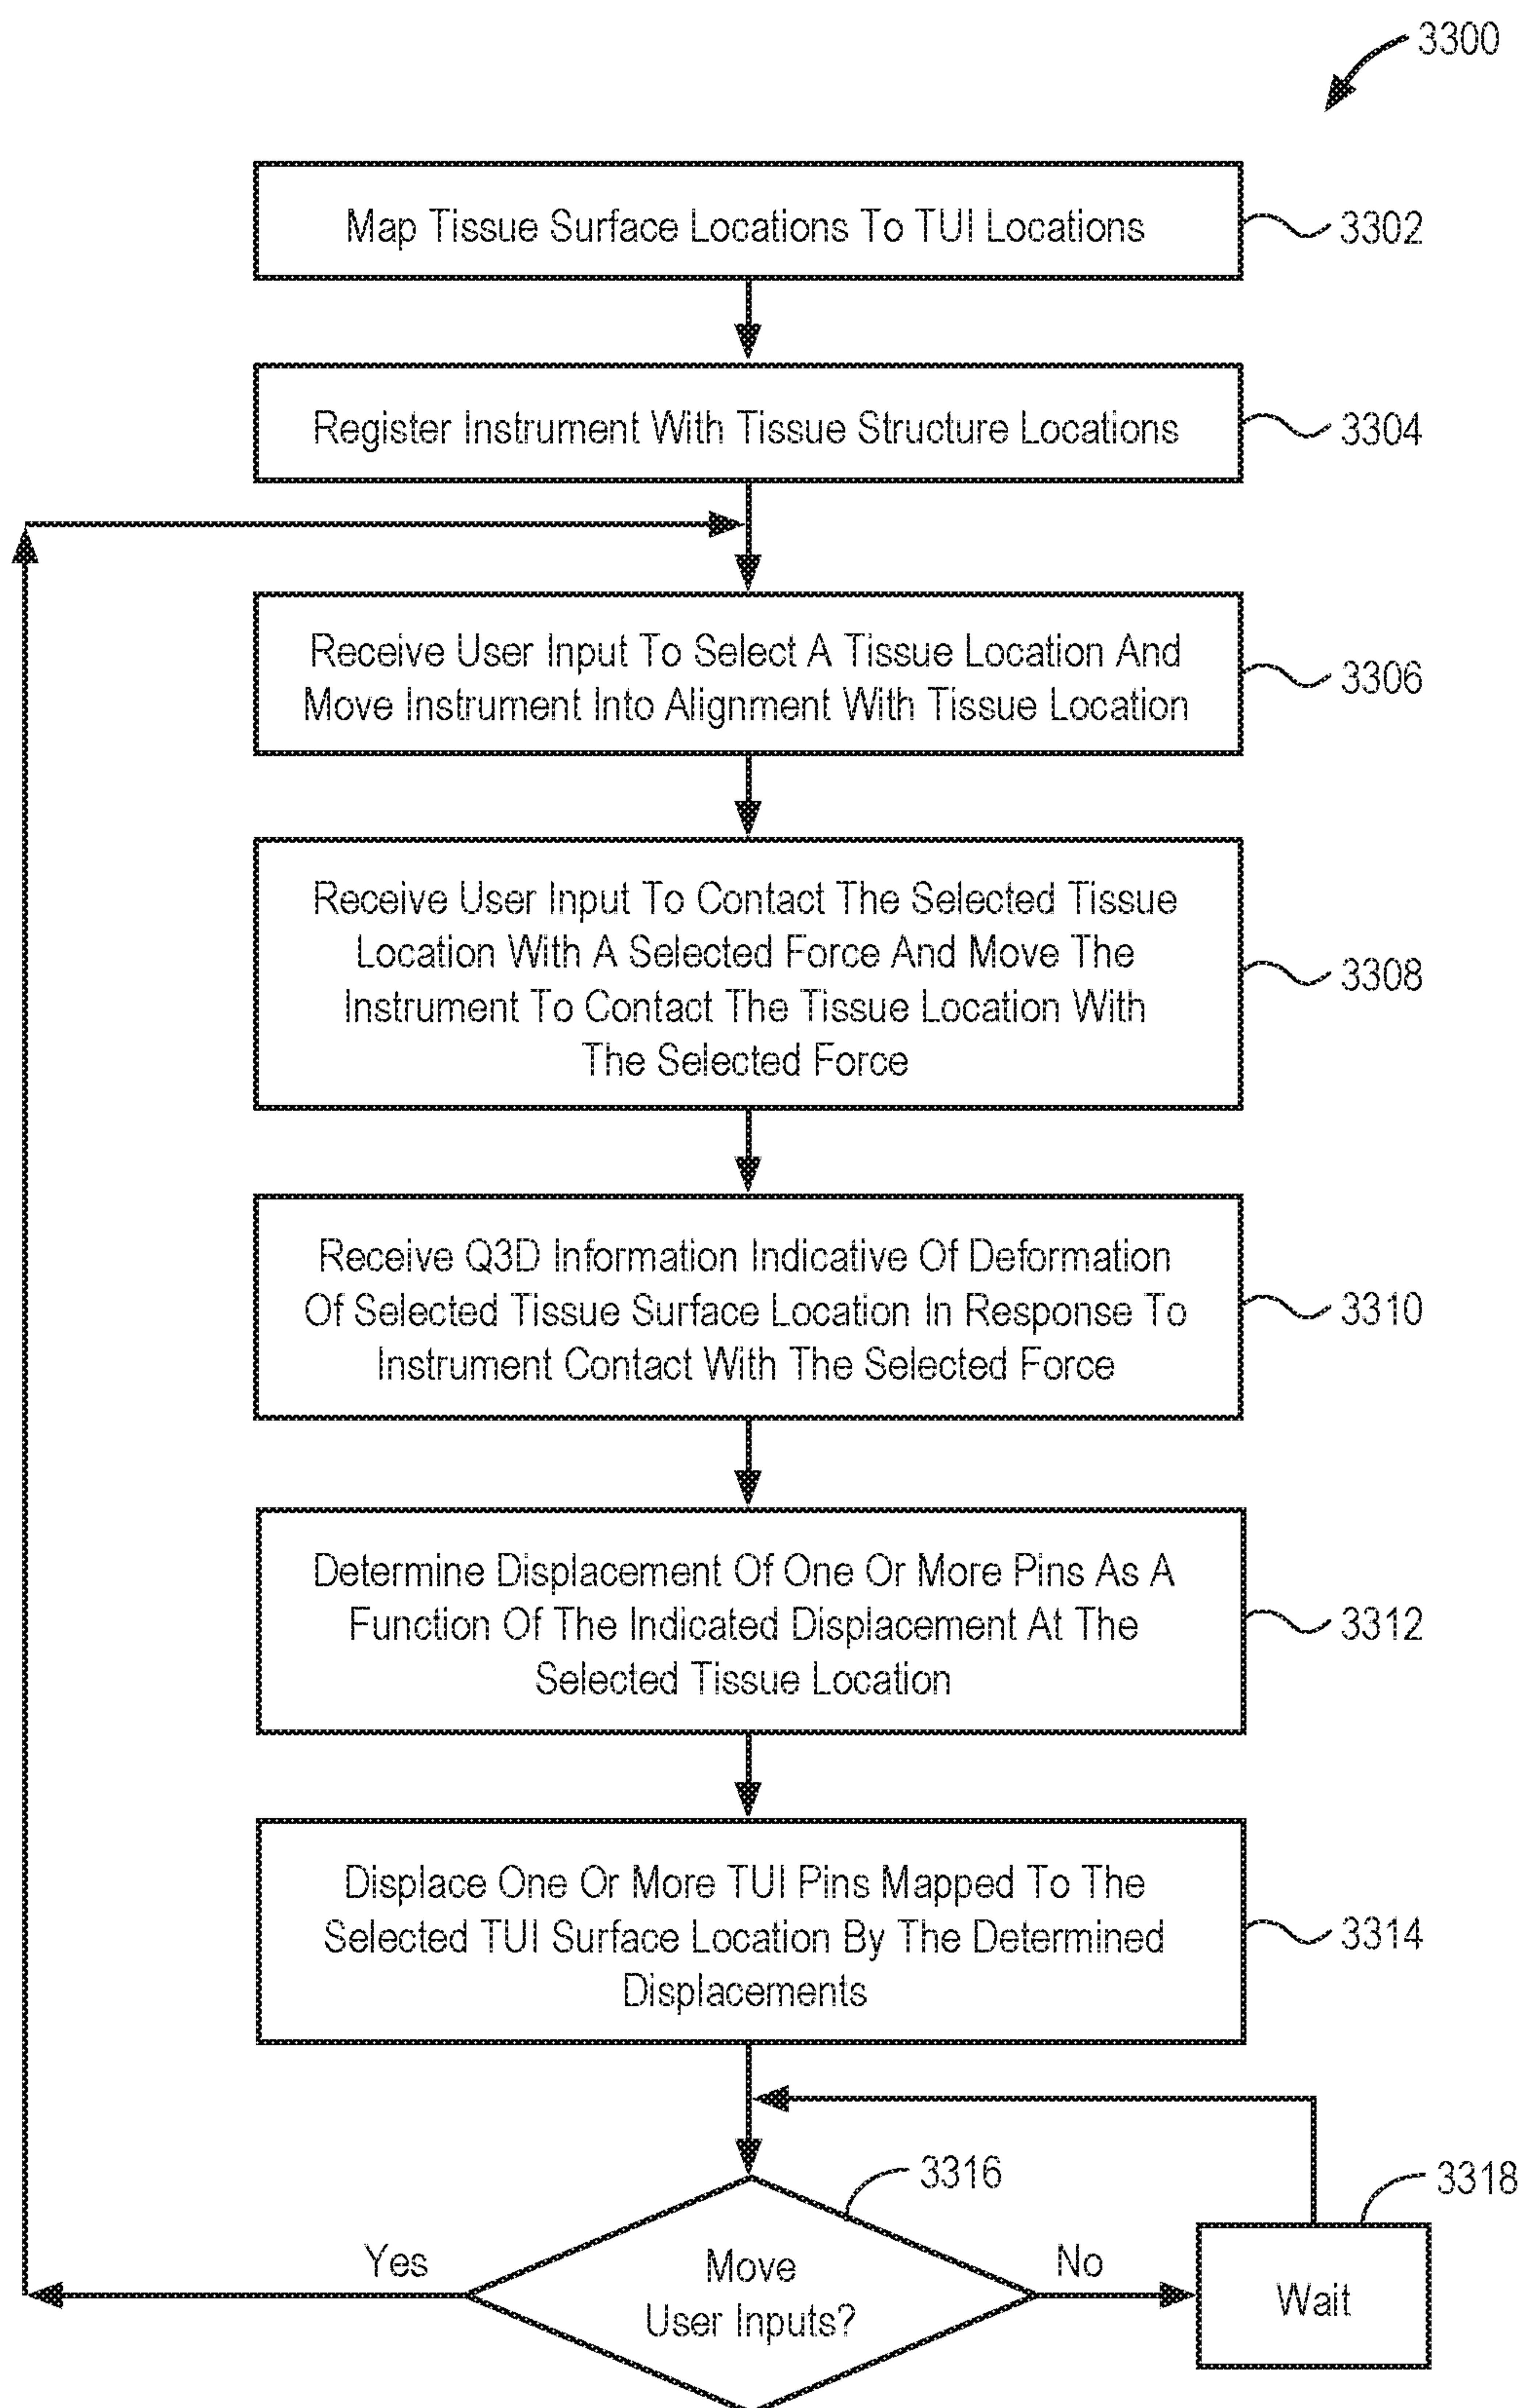 3300
Map Tissue Surface Locations To TUI Locations
3302
Register Instrument With Tissue Structure Locations
3304
Receive User Input To Select A Tissue Location And
Move Instrument Into Alignment With Tissue Location
3306
Receive User Input To Contact The Selected Tissue
Location With A Selected Force And Move The
Instrument To Contact The Tissue Location With
The Selected Force
3308
Receive Q3D Information Indicative Of Deformation
Of Selected Tissue Surface Location In Response To
Instrument Contact With The Selected Force
3310
Determine Displacement Of One Or More Pins As A
Function Of The Indicated Displacement At The
Selected Tissue Location
3312
Displace One Or More TUI Pins Mapped To The
Selected TUI Surface Location By The Determined
Displacements
3314
3316
3318
Yes
Move
User Inputs?
No
Wait